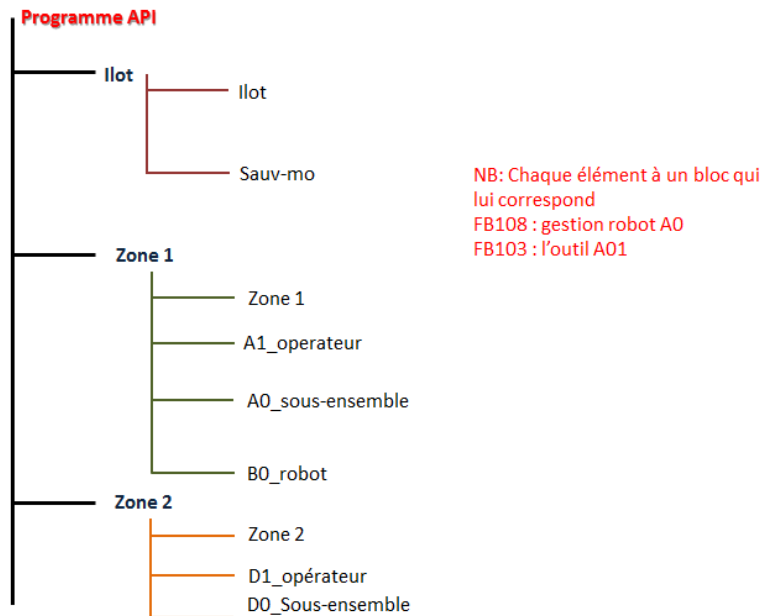 Programme API
Ilot
Ilot
Sauv-mo
NB: Chaque élément à un bloc qui
lui correspond
FB108 : gestion robot A0
FB103 : l'outil A01
Zone 1
Zone 1
A1_operateur
A0_sous-ensemble
B0_robot
Zone 2
Zone 2
D1_opérateur
D0_Sous-ensemble